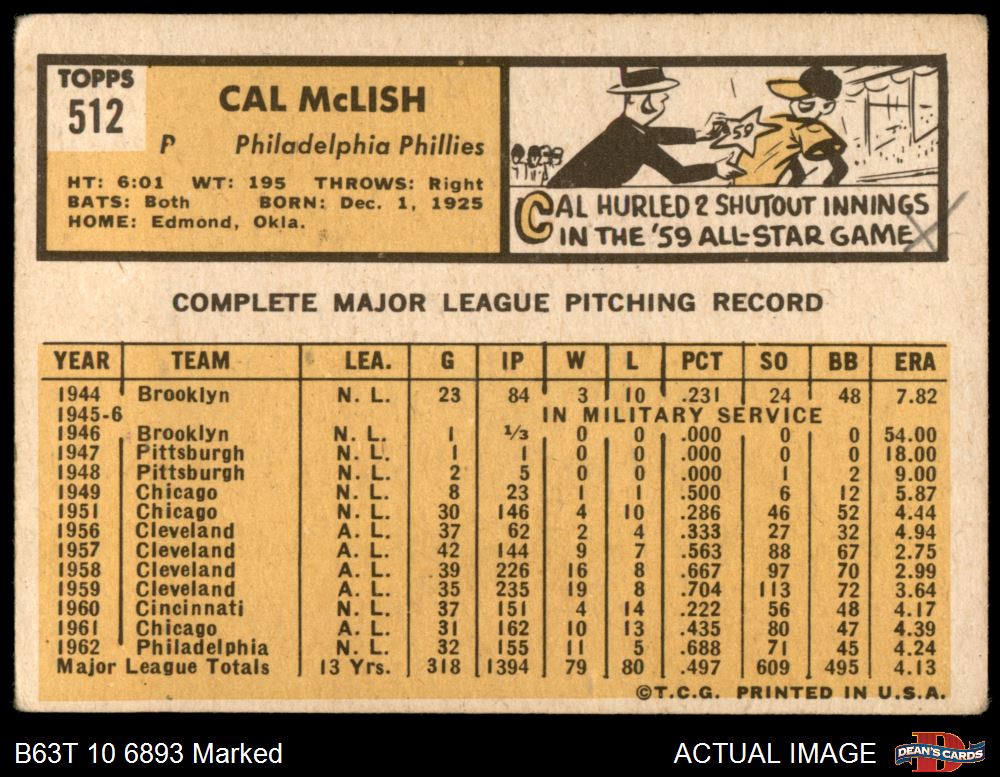 TOPPS
512
CAL McLISH
P Philadelphia Phillies
HT: 6:01 WT: 195 THROWS: Right
BATS: Both BORN: Dec. 1, 1925
HOME: Edmond, Okla.
'59
CAL HURLED 2 SHUTOUT INNINGS
IN THE '59 ALL-STAR GAME
COMPLETE MAJOR LEAGUE PITCHING RECORD
YEAR TEAM LEA. G IP W L PCT SO BB ERA
1944 Brooklyn N. L. 23 84 3 10 .231 24 48 7.82
1945-6 IN MILITARY SERVICE
1946 Brooklyn N. L. 1 1/3 0 0 .000 0 0 54.00
1947 Pittsburgh N. L. 1 1 0 0 .000 0 0 18.00
1948 Pittsburgh N. L. 2 5 0 0 .000 1 2 9.00
1949 Chicago N. L. 8 23 1 1 .500 6 12 5.87
1951 Chicago N. L. 30 146 4 10 .286 46 52 4.44
1956 Cleveland A. L. 37 62 2 4 .333 27 32 4.94
1957 Cleveland A. L. 42 144 9 7 .563 88 67 2.75
1958 Cleveland A. L. 39 226 16 8 .667 97 70 2.99
1959 Cleveland A. L. 35 235 19 8 .704 113 72 3.64
1960 Cincinnati N. L. 37 151 4 14 .222 56 48 4.17
1961 Chicago A. L. 31 162 10 13 .435 80 47 4.39
1962 Philadelphia N. L. 32 155 11 5 .688 71 45 4.24
Major League Totals 13 Yrs. 318 1394 79 80 .497 609 495 4.13
©T.C.G. PRINTED IN U.S.A.
B63T 10 6893 Marked
ACTUAL IMAGE
DEAN'S CARDS